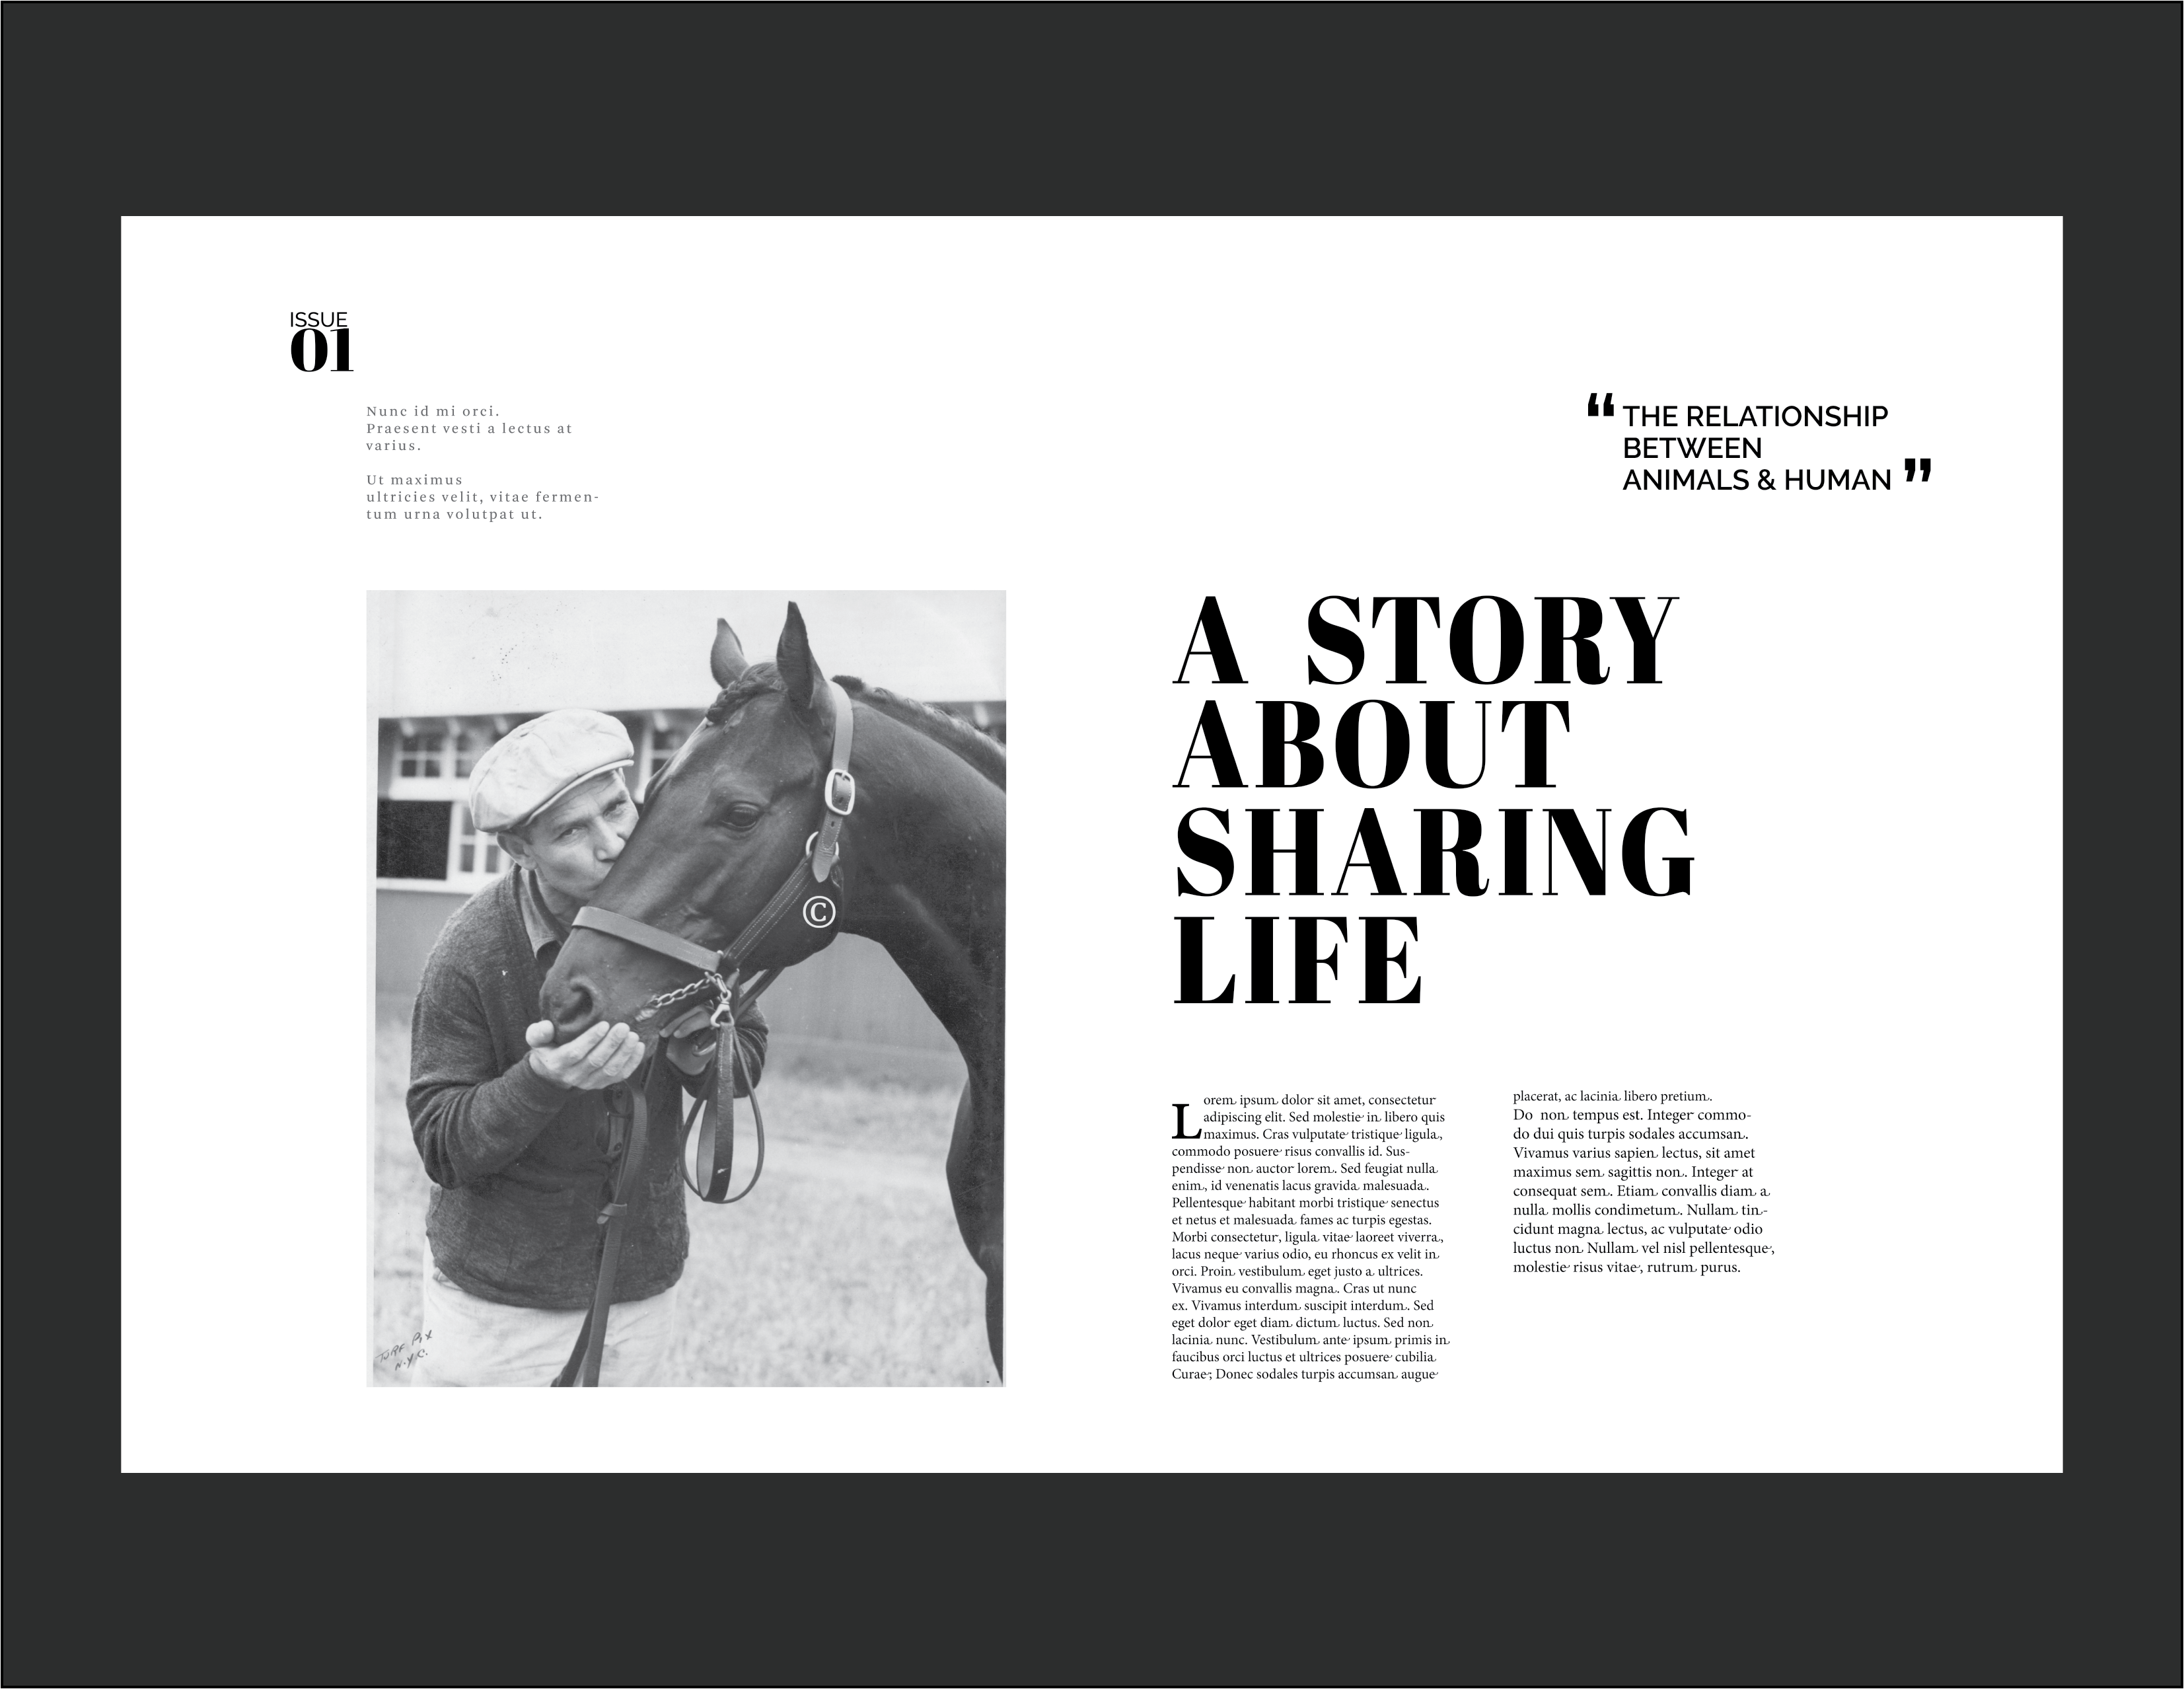 ISSUE
01
Nunc id mi orci.
Praesent vesti a lectus at
varius.
Ut maximus
ultricies velit, vitae fermen-
tum urna volutpat ut.
“ THE RELATIONSHIP
BETWEEN
ANIMALS & HUMAN ”
©
TURF PIX
N.Y.C.
A STORY
ABOUT
SHARING
LIFE
Lorem ipsum dolor sit amet, consectetur
adipiscing elit. Sed molestie in libero quis
maximus. Cras vulputate tristique ligula,
commodo posuere risus convallis id. Sus-
pendisse non auctor lorem. Sed feugiat nulla
enim, id venenatis lacus gravida malesuada.
Pellentesque habitant morbi tristique senectus
et netus et malesuada fames ac turpis egestas.
Morbi consectetur, ligula vitae laoreet viverra,
lacus neque varius odio, eu rhoncus ex velit in
orci. Proin vestibulum eget justo a ultrices.
Vivamus eu convallis magna. Cras ut nunc
ex. Vivamus interdum suscipit interdum. Sed
eget dolor eget diam dictum luctus. Sed non
lacinia nunc. Vestibulum ante ipsum primis in
faucibus orci luctus et ultrices posuere cubilia
Curae; Donec sodales turpis accumsan augue
placerat, ac lacinia libero pretium.
Do non tempus est. Integer commo-
do dui quis turpis sodales accumsan.
Vivamus varius sapien lectus, sit amet
maximus sem sagittis non. Integer at
consequat sem. Etiam convallis diam a
nulla mollis condimetum. Nullam tin-
cidunt magna lectus, ac vulputate odio
luctus non Nullam vel nisl pellentesque,
molestie risus vitae, rutrum purus.